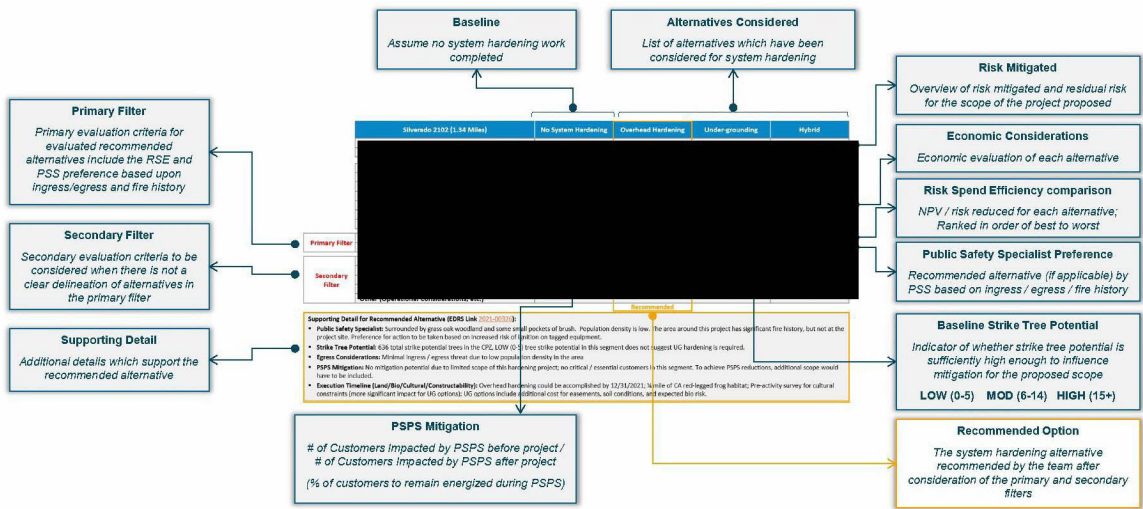 Baseline
Assume no system hardening work
completed
Alternatives Considered
List of alternatives which have been
considered for system hardening
Primary Filter
Primary evaluation criteria for
evaluated recommended
alternatives include the RSE and
PSS preference based upon
ingress/egress and fire history
Secondary Filter
Secondary evaluation criteria to be
considered when there is not a
clear delineation of alternatives in
the primary filter
Supporting Detail
Additional details which support the
recommended alternative
Silverado 2102 (1.34 Miles) No System Hardening Overhead Hardening Under-grounding Hybrid
Primary Filter
Secondary
Filter
Other (Operational Considerations, etc)
Recommended
Supporting Detail for Recommended Alternative (EDRS Link 2021-00326):
• Public Safety Specialist: Surrounded by grass oak woodland and some small pockets of brush. Population density is low. The area around this project has significant fire history, but not at the
project site. Preference for action to be taken based on increased risk of ignition on tagged equipment.
• Strike Tree Potential: 636 total strike potential trees in the CPZ, LOW (0-5) tree strike potential in this segment does not suggest UG hardening is required.
• Egress Considerations: Minimal ingress / egress threat due to low population density in the area
• PSPS Mitigation: No mitigation potential due to limited scope of this hardening project; no critical / essential customers in this segment. To achieve PSPS reductions, additional scope would
have to be included.
• Execution Timeline (Land/Bio/Cultural/Constructability): Overhead hardening could be accomplished by 12/31/2021; mile of CA red-legged frog habitat; Pre-activity survey for cultural
constraints (more significant impact for UG options); UG options include additional cost for easements, soil conditions, and expected bio risk.
PSPS Mitigation
# of Customers Impacted by PSPS before project /
# of Customers Impacted by PSPS after project
(% of customers to remain energized during PSPS)
Risk Mitigated
Overview of risk mitigated and residual risk
for the scope of the project proposed
Economic Considerations
Economic evaluation of each alternative
Risk Spend Efficiency comparison
NPV / risk reduced for each alternative;
Ranked in order of best to worst
Public Safety Specialist Preference
Recommended alternative (if applicable) by
PSS based on ingress / egress / fire history
Baseline Strike Tree Potential
Indicator of whether strike tree potential is
sufficiently high enough to influence
mitigation for the proposed scope
LOW (0-5) MOD (6-14) HIGH (15+)
Recommended Option
The system hardening alternative
recommended by the team after
consideration of the primary and secondary
filters